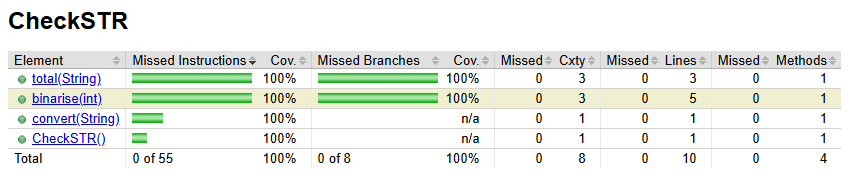 CheckSTR
Element Missed Instructions Cov. Missed Branches Cov. Missed Cxty Missed Lines Missed Methods
total(String) 100% 100% 0 3 0 3 0 1
binarise(int) 100% 100% 0 3 0 5 0 1
convert(String) 100% n/a 0 1 0 1 0 1
CheckSTR() 100% n/a 0 1 0 1 0 1
Total 0 of 55 100% 0 of 8 100% 0 8 0 10 0 4